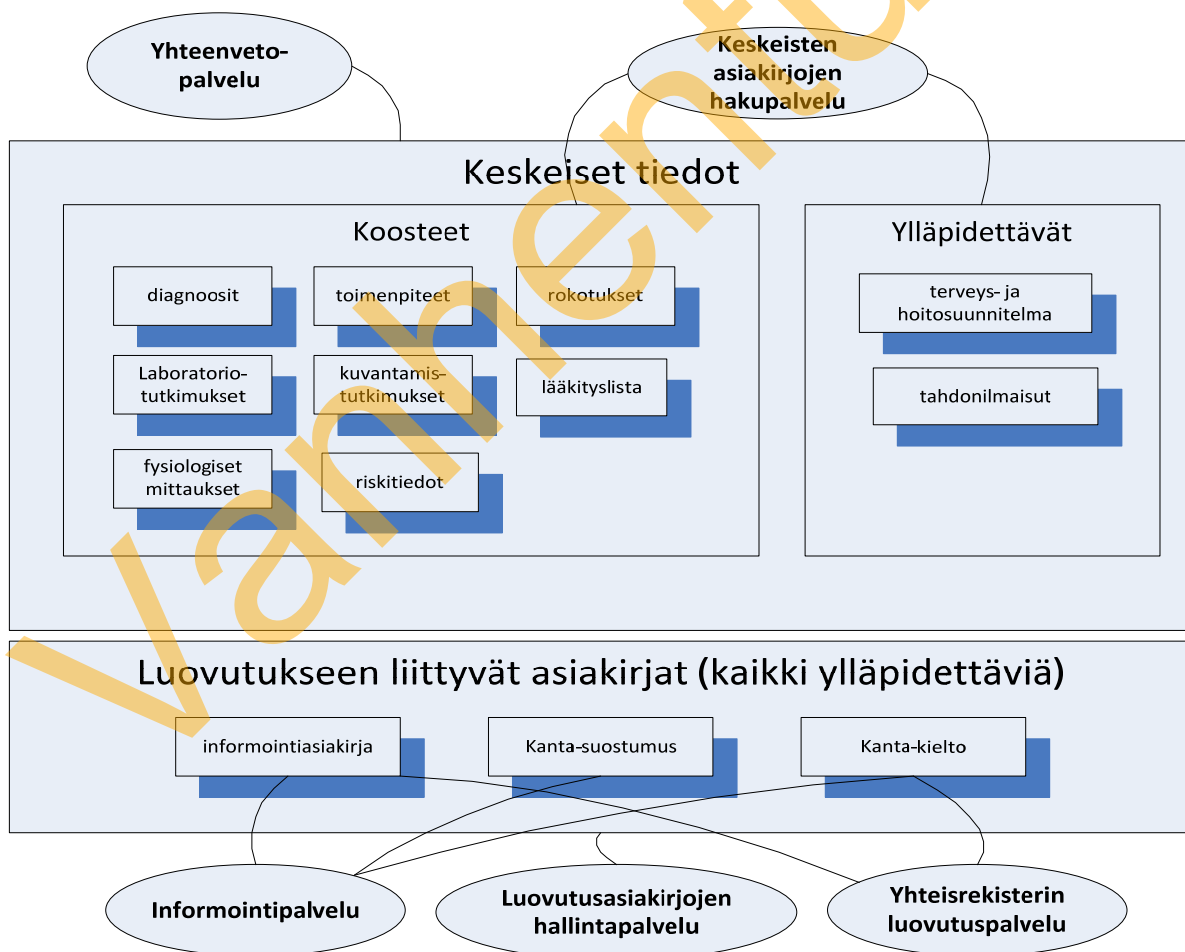 Yhteenveto-
palvelu
Keskeisten
asiakirjojen
hakupalvelu
Keskeiset tiedot
Koosteet
diagnoosit
toimenpiteet
rokotukset
Laboratorio-
tutkimukset
kuvantamis-
tutkimukset
lääkityslista
fysiologiset
mittaukset
riskitiedot
Ylläpidettävät
terveys- ja
hoitosuunnitelma
tahdonilmaisut
Luovutukseen liittyvät asiakirjat (kaikki ylläpidettäviä)
informointiasiakirja
Kanta-suostumus
Kanta-kielto
Informointipalvelu
Luovutusasiakirjojen
hallintapalvelu
Yhteisrekisterin
luovutuspalvelu